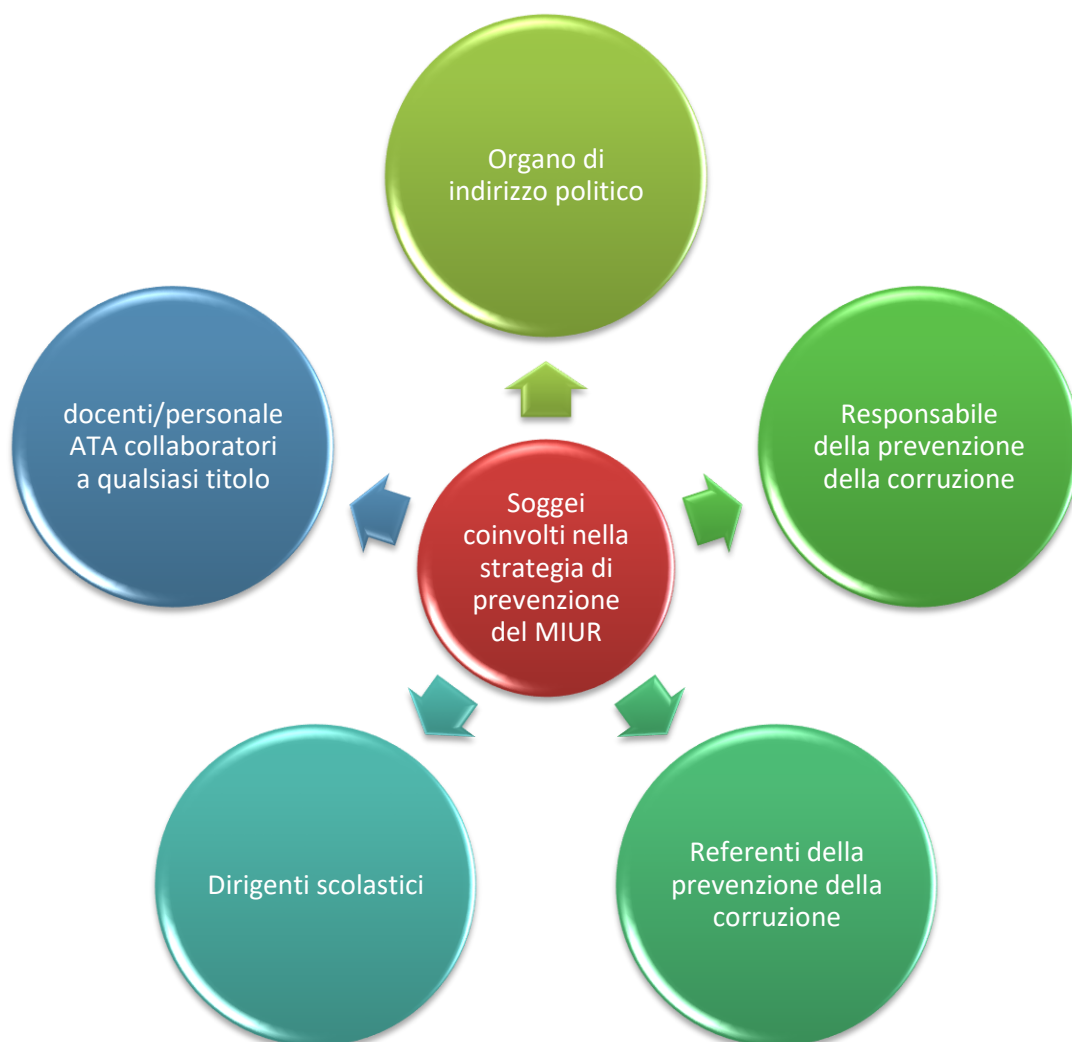 Organo di
indirizzo politico
Responsabile
della prevenzione
della corruzione
Referenti della
prevenzione della
corruzione
Dirigenti scolastici
docenti/personale
ATA collaboratori
a qualsiasi titolo
Soggei
coinvolti nella
strategia di
prevenzione
del MIUR